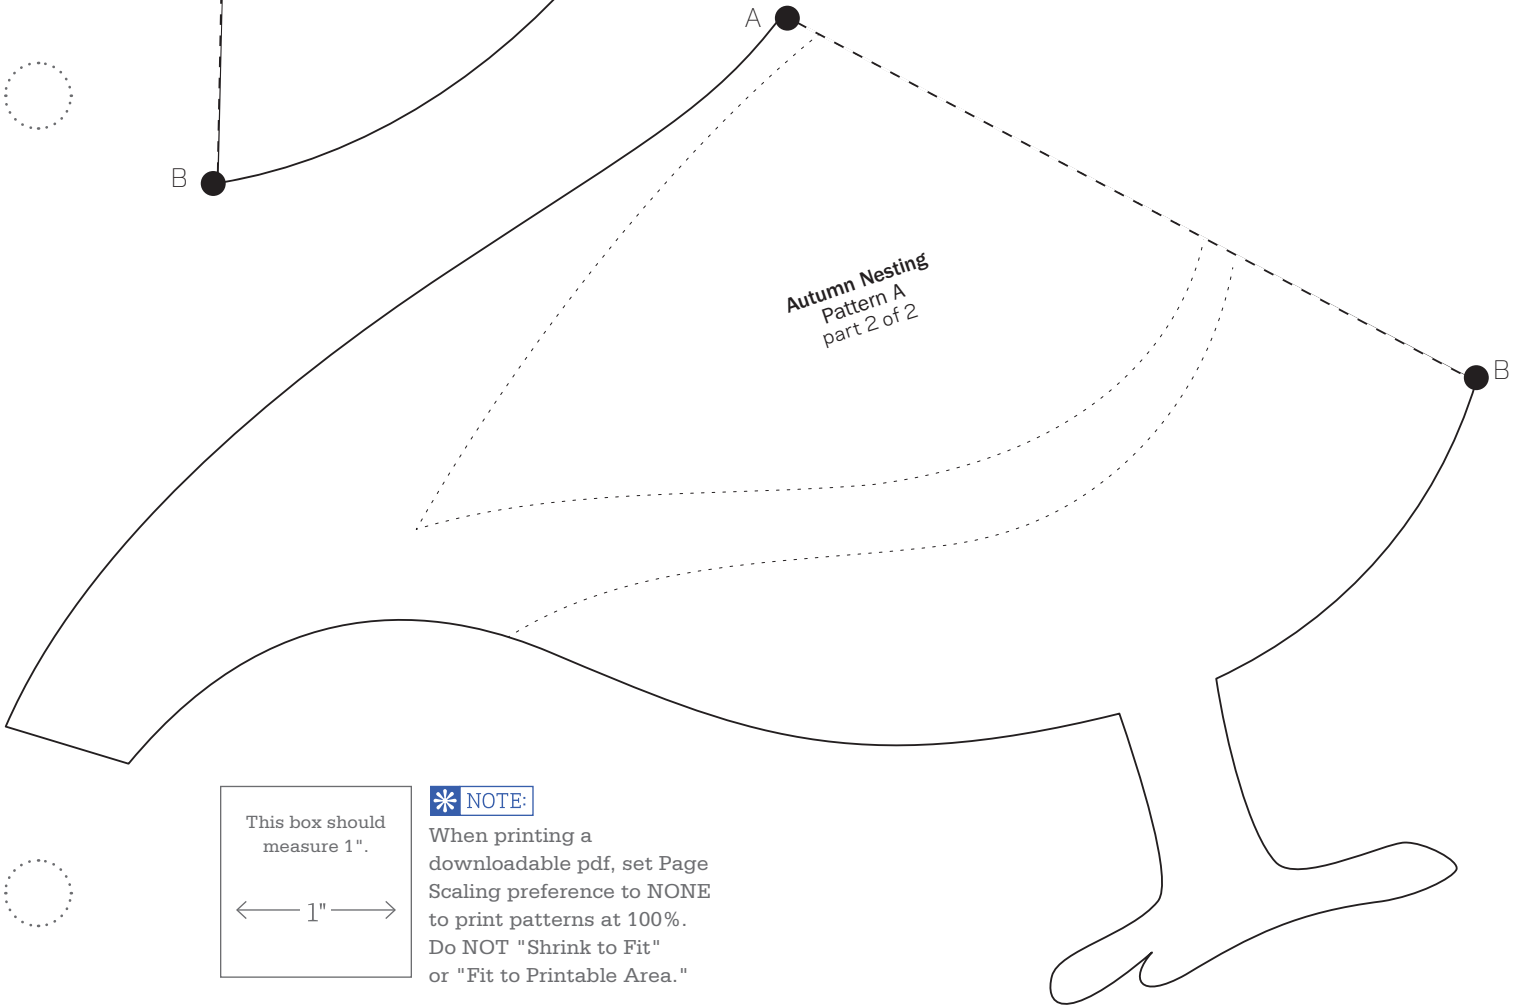 A
B
Autumn Nesting
Pattern A
part 2 of 2
B
This box should
measure 1".
1"
NOTE:
When printing a
downloadable pdf, set Page
Scaling preference to NONE
to print patterns at 100%.
Do NOT "Shrink to Fit"
or "Fit to Printable Area."